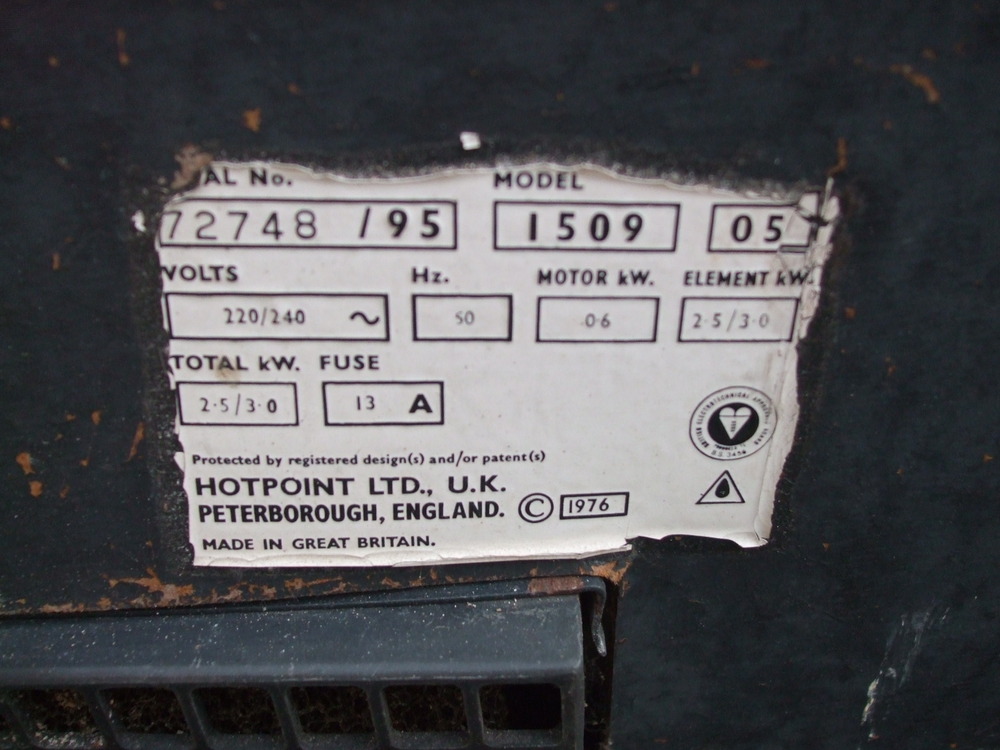 AL No. MODEL
72748 /95 1509 05
VOLTS Hz. MOTOR kW. ELEMENT kW.
220/240 ~ 50 0·6 2·5/3·0
TOTAL kW. FUSE
2·5/3·0 13 A
Protected by registered design(s) and/or patent(s)
HOTPOINT LTD., U.K.
PETERBOROUGH, ENGLAND. © 1976
MADE IN GREAT BRITAIN.